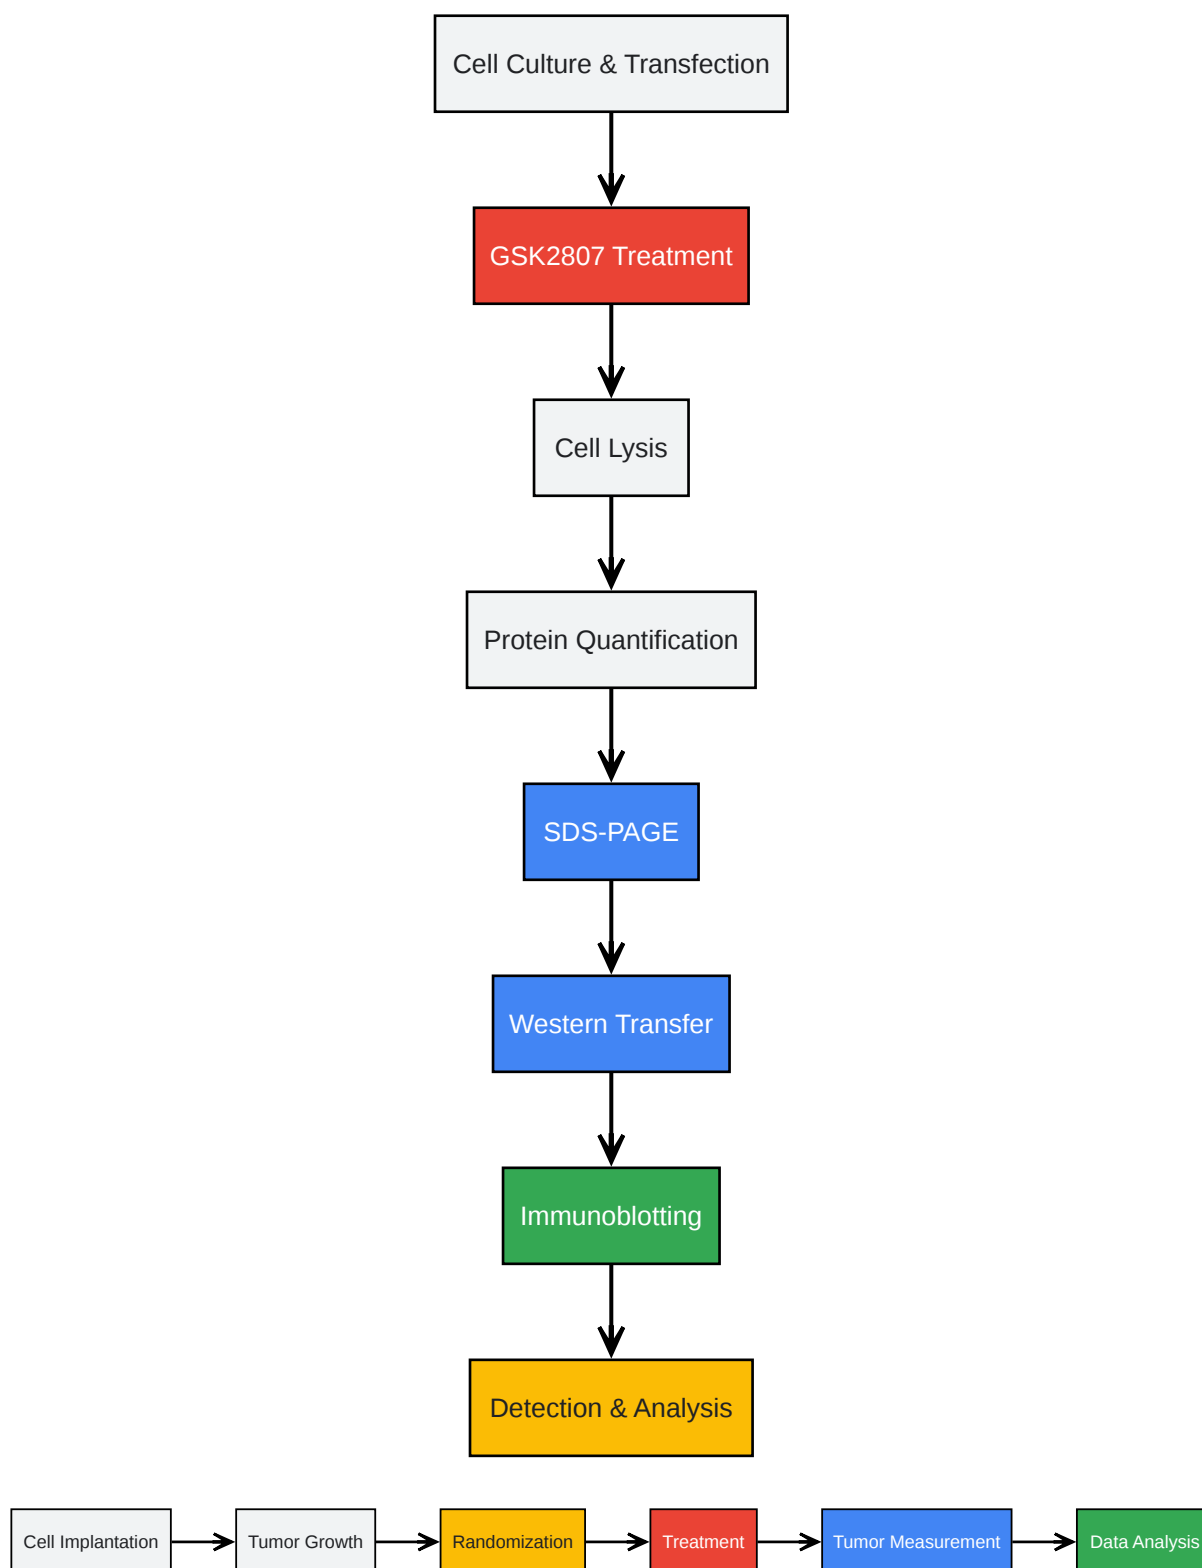 Cell Culture & Transfection
GSK2807 Treatment
Cell Lysis
Protein Quantification
SDS-PAGE
Western Transfer
Immunoblotting
Detection & Analysis
Cell Implantation
Tumor Growth
Randomization
Treatment
Tumor Measurement
Data Analysis